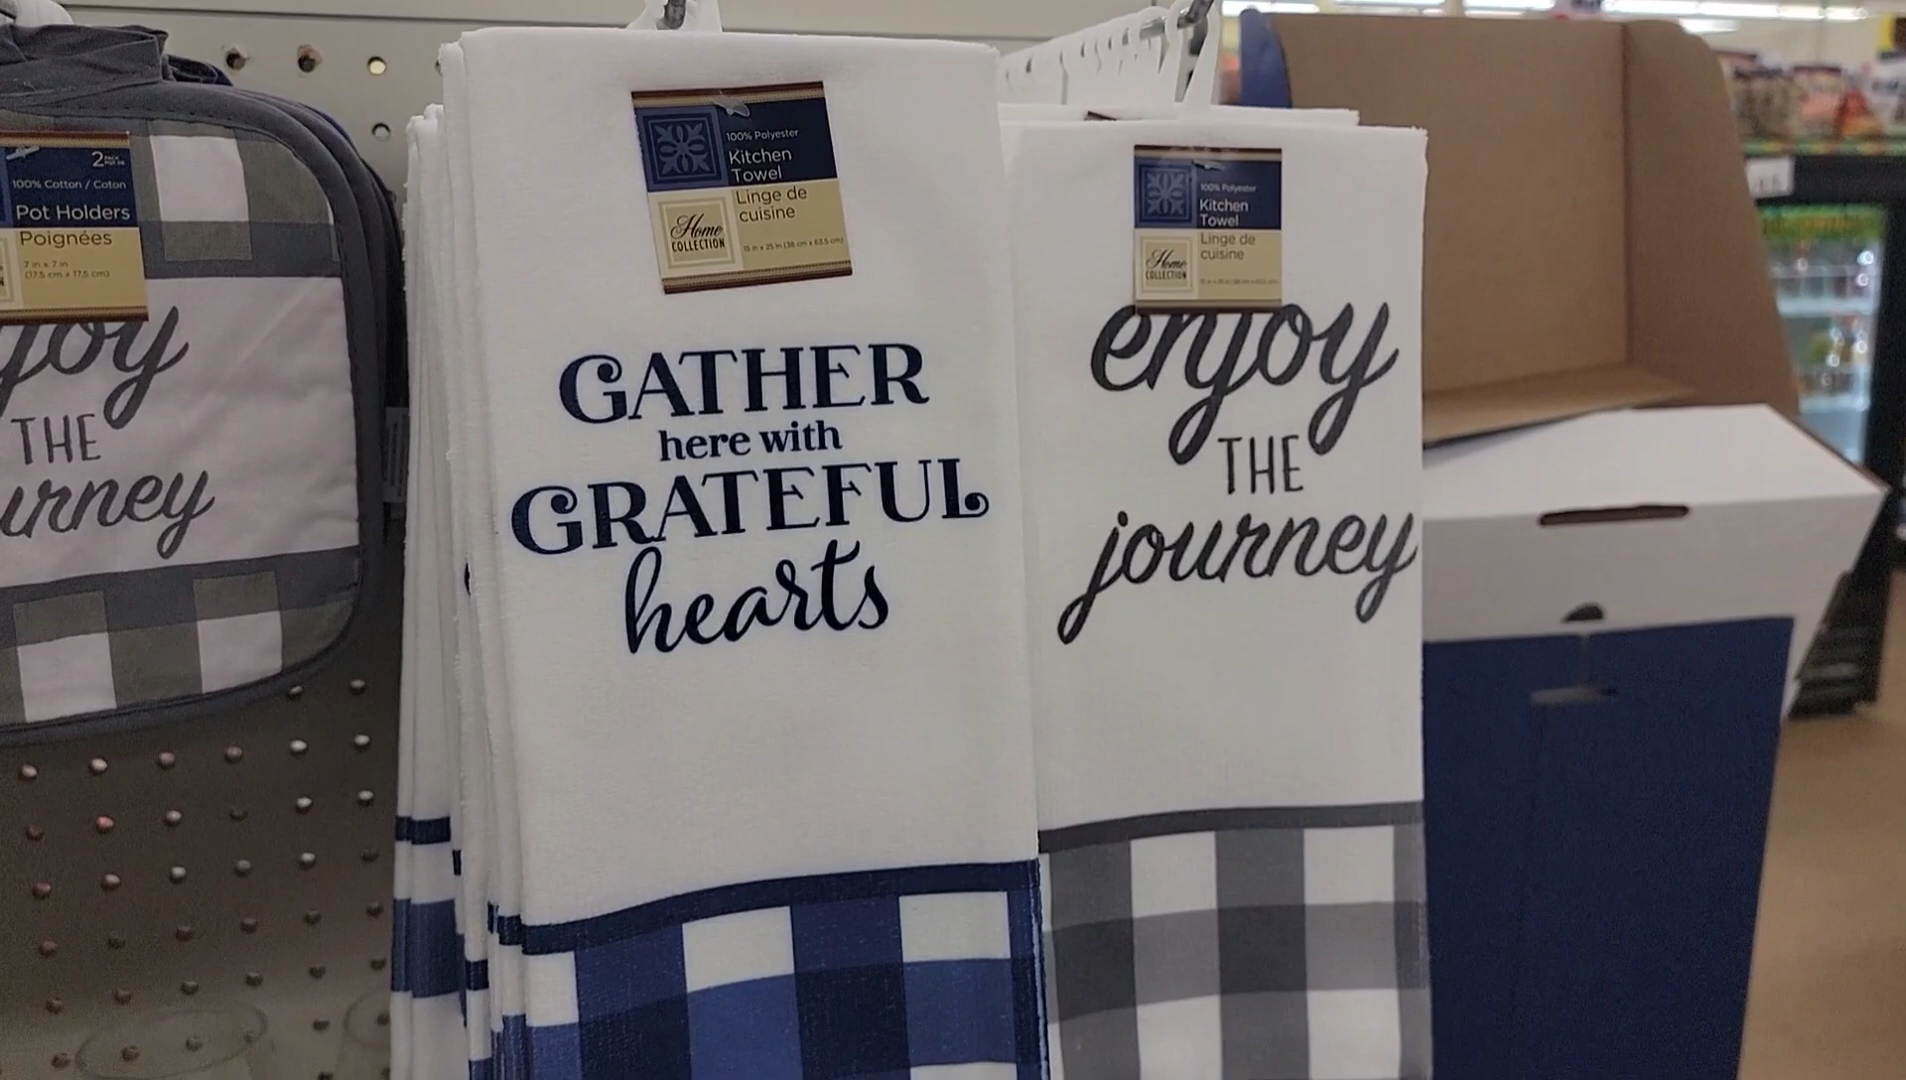 2 PACK
100% Cotton / Coton
Pot Holders
Poignées
7 in x 7 in
(17.5 cm x 17.5 cm)
joy
THE
urney
100% Polyester
Kitchen
Towel
Linge de
cuisine
Home
COLLECTION
15 in x 25 in (38 cm x 63.5 cm)
GATHER
here with
GRATEFUL
hearts
100% Polyester
Kitchen
Towel
Linge de
cuisine
Home
COLLECTION
enjoy
THE
journey